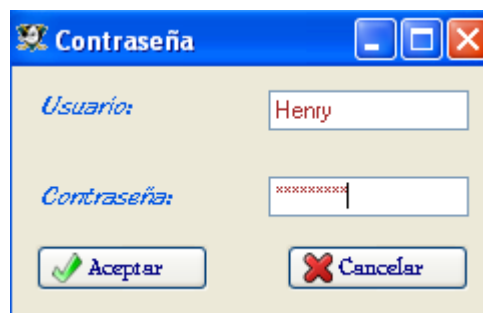 Contraseña
Usuario:
Henry
Contraseña:
*********
Aceptar
Cancelar